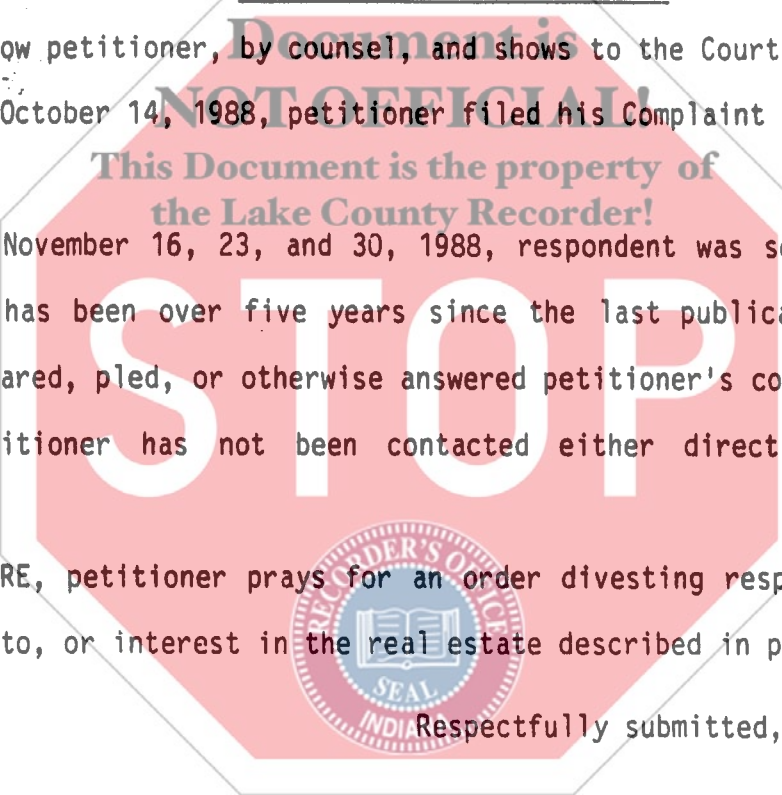 Document is
ow petitioner, by counsel, and shows to the Court
October 14, 1988, petitioner filed his Complaint
NOT OFFICIAL!
This Document is the property of
the Lake County Recorder!
November 16, 23, and 30, 1988, respondent was s
has been over five years since the last public
ared, pled, or otherwise answered petitioner's co
STOP
itioner has not been contacted either direct
RE, petitioner prays for an order divesting resp
to, or interest in the real estate described in p
RECORDER'S OFFICE
SEAL
INDIANA
Respectfully submitted,